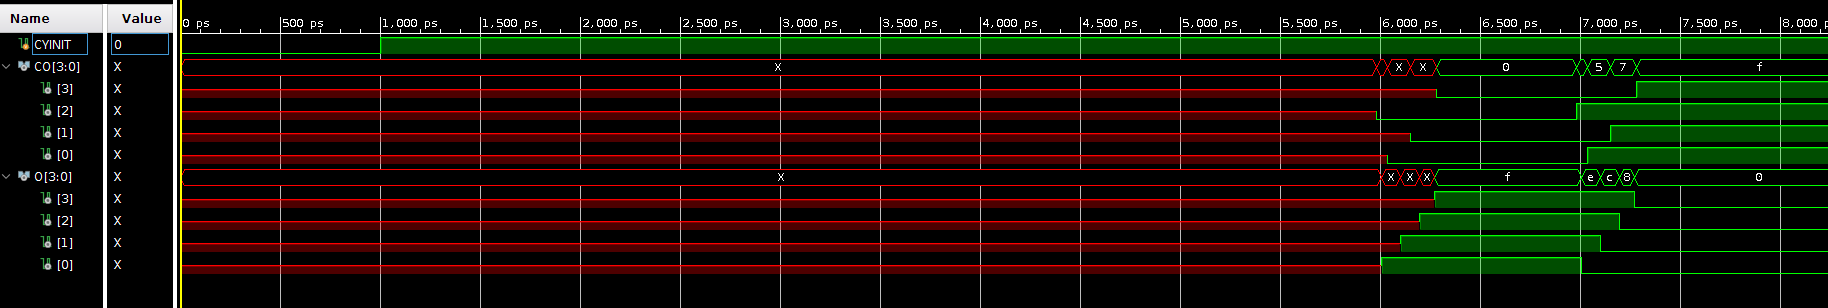 Name Value 0 ps 500 ps 1,000 ps 1,500 ps 2,000 ps 2,500 ps 3,000 ps 3,500 ps 4,000 ps 4,500 ps 5,000 ps 5,500 ps 6,000 ps 6,500 ps 7,000 ps 7,500 ps 8,000 p
CYINIT 0
CO[3:0] X X X X 0 5 7 f
[3] X
[2] X
[1] X
[0] X
O[3:0] X X X X X f e c 8 0
[3] X
[2] X
[1] X
[0] X